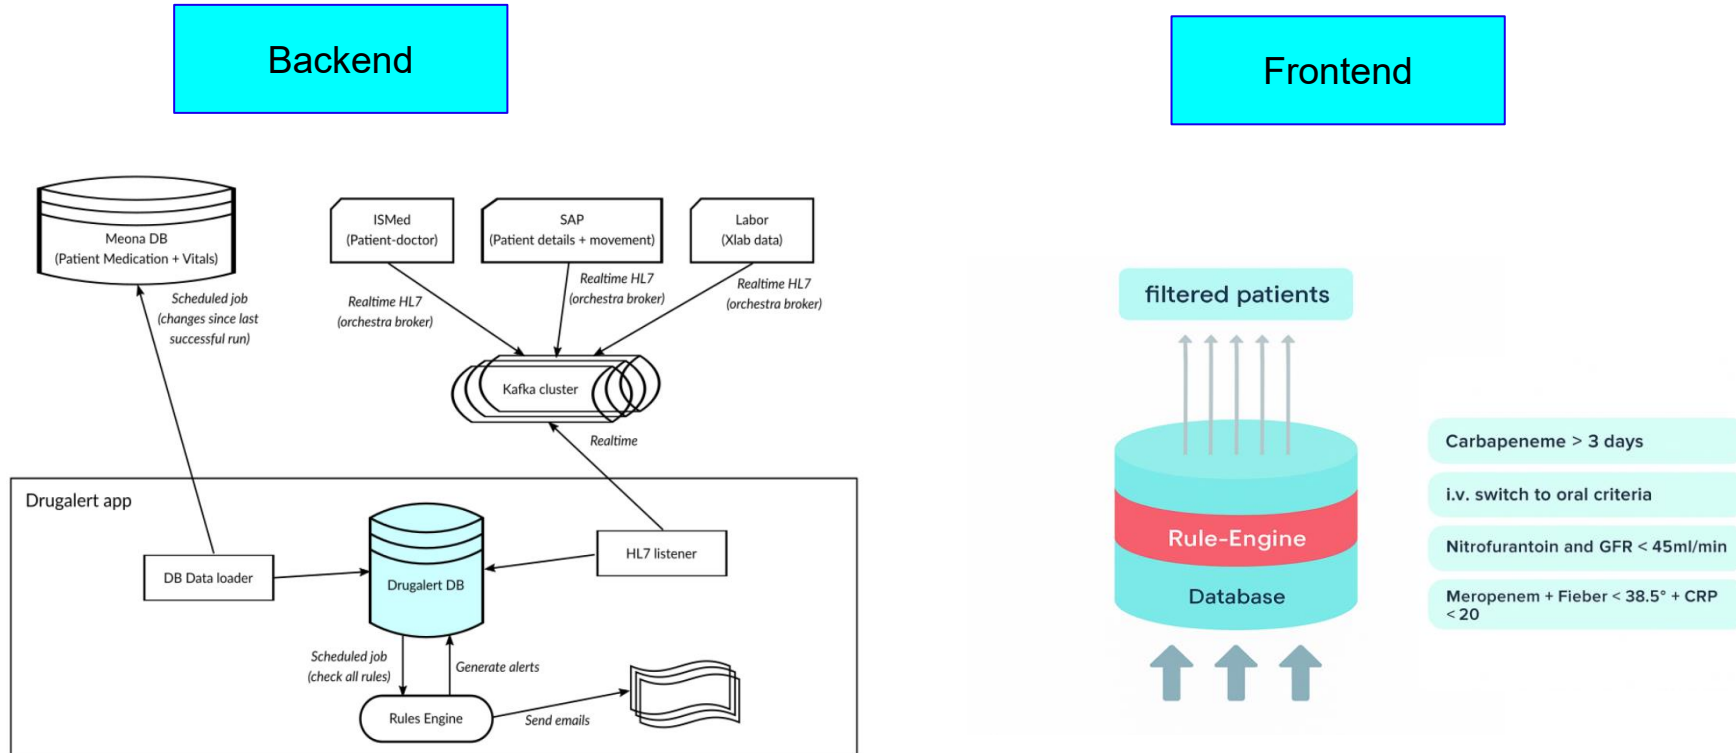 Backend
Frontend
Meona DB
(Patient Medication + Vitals)
ISMed
(Patient-doctor)
SAP
(Patient details + movement)
Labor
(Xlab data)
Scheduled job
(changes since last
successful run)
Realtime HL7
(orchestra broker)
Realtime HL7
(orchestra broker)
Realtime HL7
(orchestra broker)
Kafka cluster
Realtime
Drugalert app
DB Data loader
Drugalert DB
HL7 listener
Scheduled job
(check all rules)
Generate alerts
Rules Engine
Send emails
filtered patients
Rule-Engine
Database
Carbapeneme > 3 days
i.v. switch to oral criteria
Nitrofurantoin and GFR < 45ml/min
Meropenem + Fieber < 38.5° + CRP
< 20